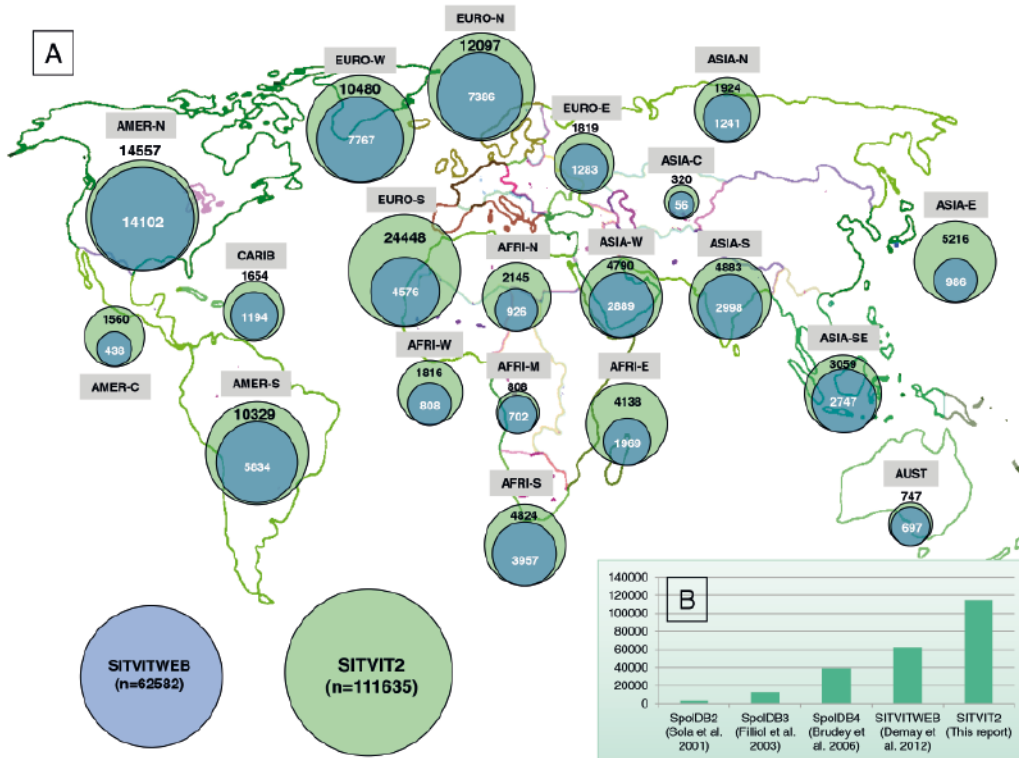 A
EURO-N
12097
7386
EURO-W
10480
7767
ASIA-N
1924
1241
EURO-E
1819
1283
AMER-N
14557
14102
ASIA-C
320
56
EURO-S
24448
4576
AFRI-N
2145
926
ASIA-W
4790
2889
ASIA-S
4883
2998
ASIA-E
5216
986
CARIB
1654
1194
1560
438
AMER-C
AFRI-W
1816
808
AFRI-M
808
702
AFRI-E
4138
1969
ASIA-SE
3059
2747
AMER-S
10329
5834
AFRI-S
4824
3957
AUST
747
697
SITVITWEB
(n=62582)
SITVIT2
(n=111635)
B
140000
120000
100000
80000
60000
40000
20000
0
SpolDB2
(Sola et al.
2001)
SpolDB3
(Filliol et al.
2003)
SpolDB4
(Brudey et
al. 2006)
SITVITWEB
(Demay et
al. 2012)
SITVIT2
(This report)